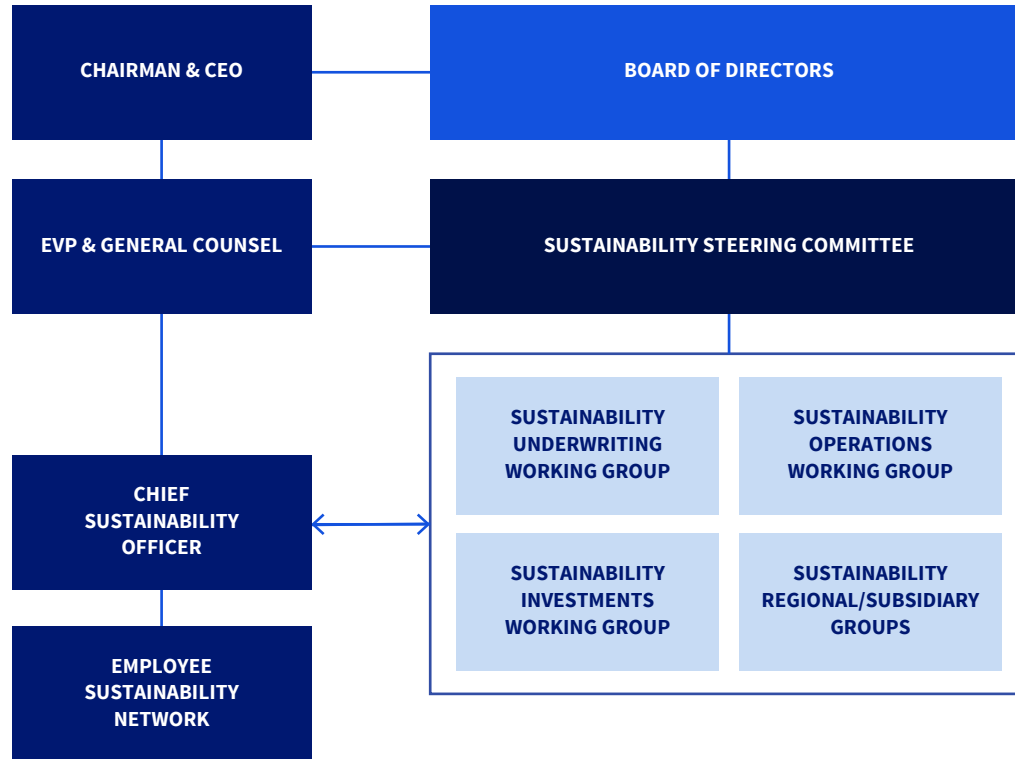 CHAIRMAN & CEO
BOARD OF DIRECTORS
EVP & GENERAL COUNSEL
SUSTAINABILITY STEERING COMMITTEE
SUSTAINABILITY
UNDERWRITING
WORKING GROUP
SUSTAINABILITY
OPERATIONS
WORKING GROUP
CHIEF
SUSTAINABILITY
OFFICER
SUSTAINABILITY
INVESTMENTS
WORKING GROUP
SUSTAINABILITY
REGIONAL/SUBSIDIARY
GROUPS
EMPLOYEE
SUSTAINABILITY
NETWORK